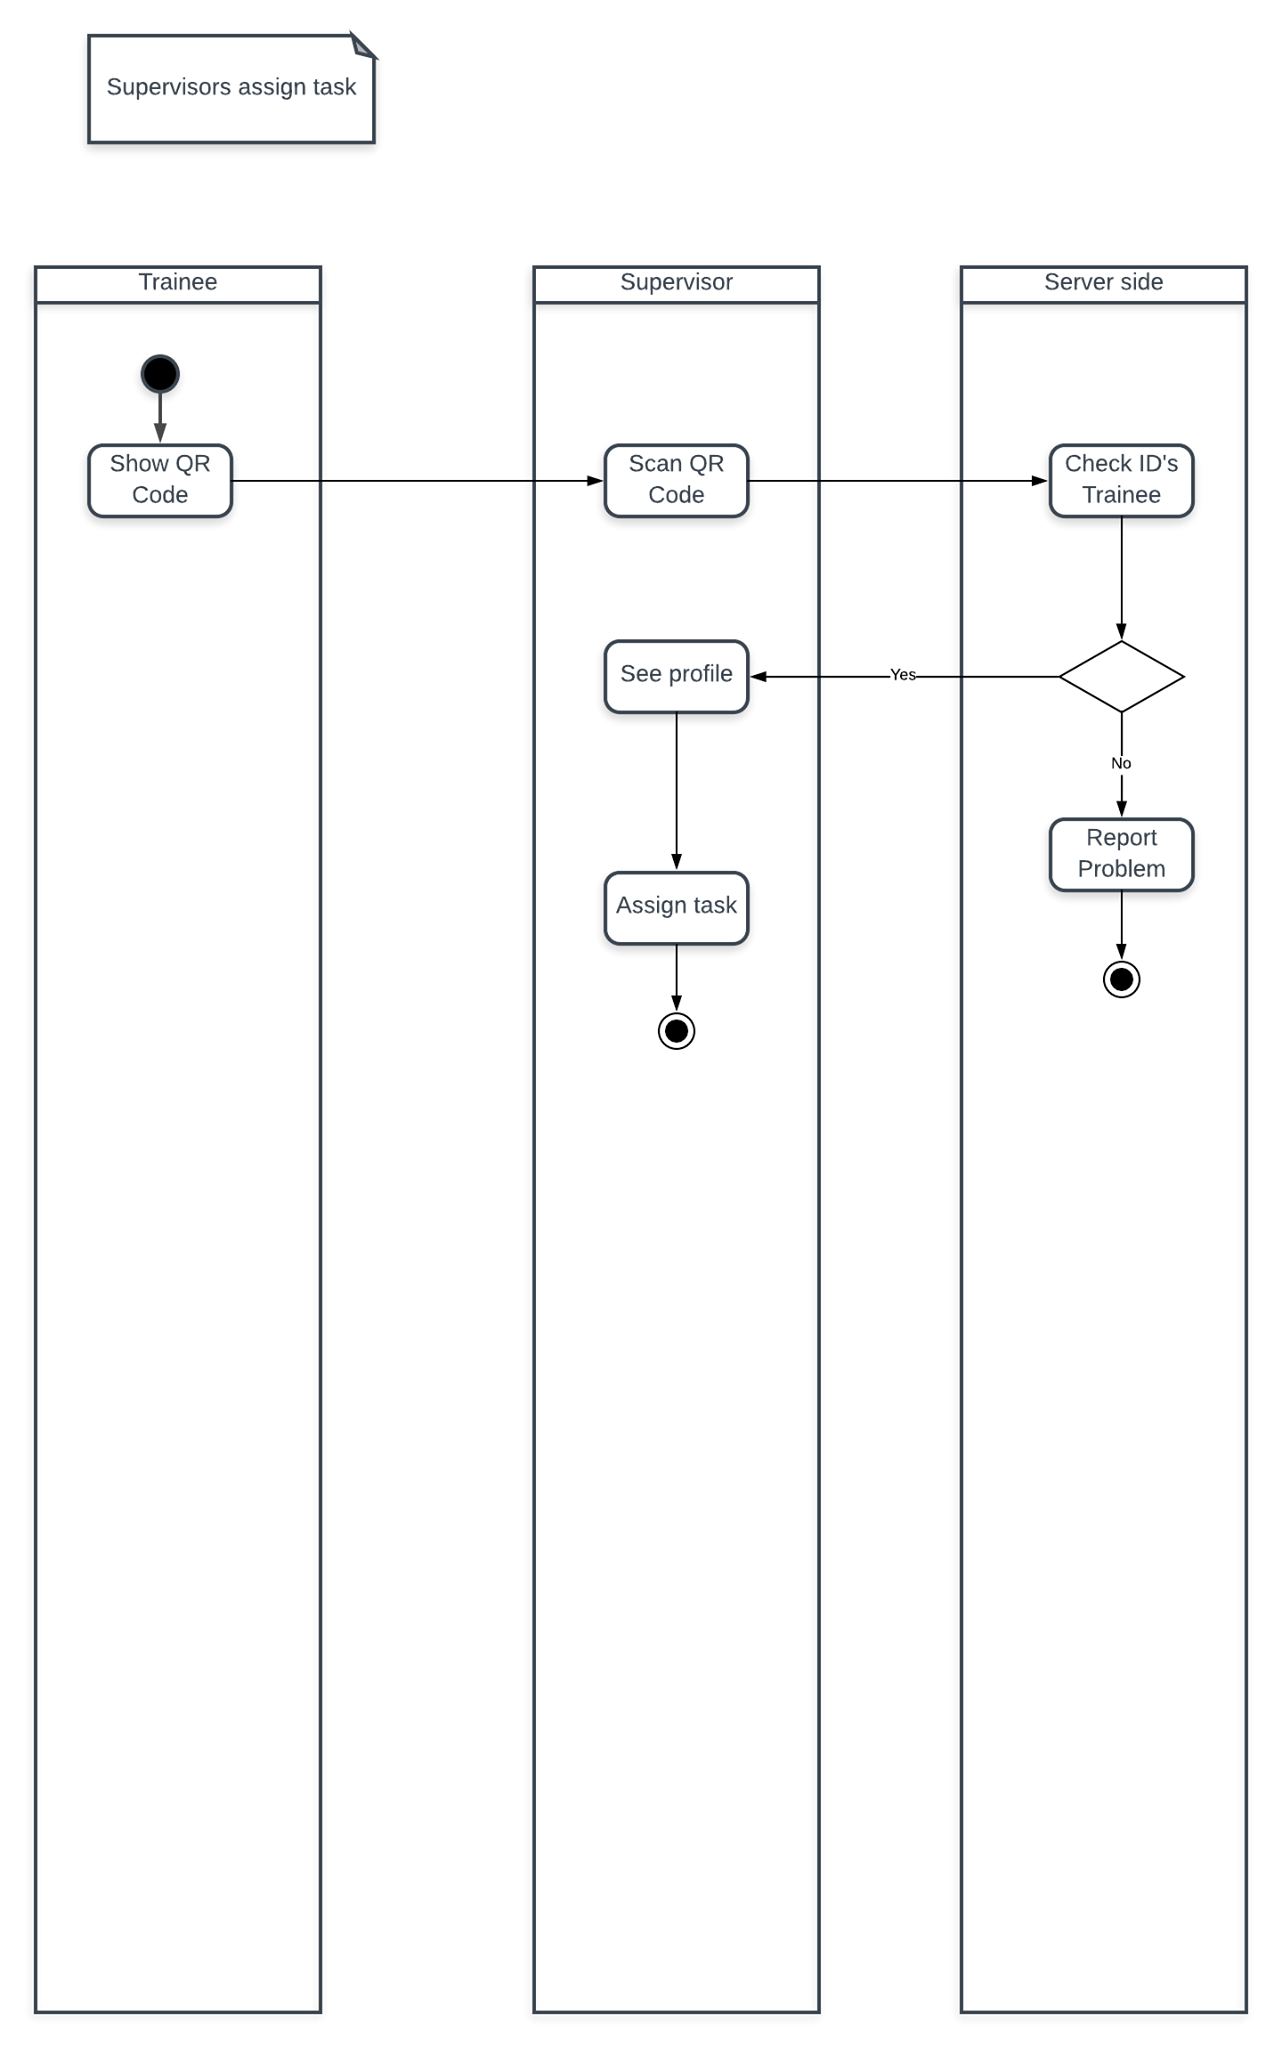 Supervisors assign task
Trainee
Supervisor
Server side
Show QR
Code
Scan QR
Code
Check ID's
Trainee
See profile
Yes
No
Report
Problem
Assign task